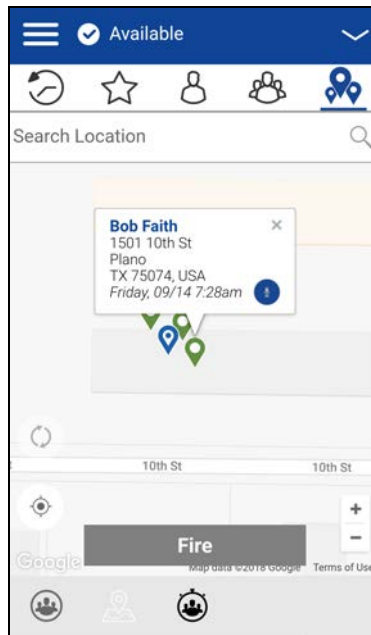 Available
Search Location
Bob Faith
1501 10th St
Plano
TX 75074, USA
Friday, 09/14 7:28am
10th St
10th St
Fire
Google
Map data ©2018 Google
Terms of Use